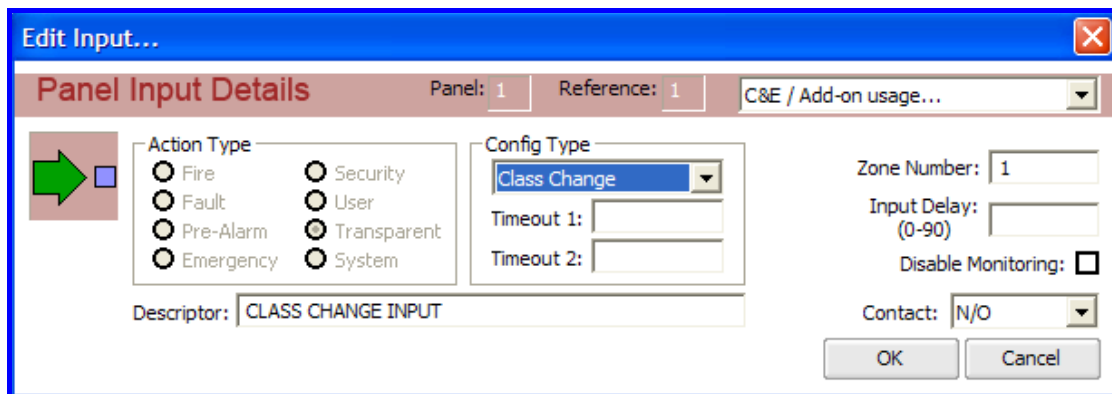 Edit Input...
Panel Input Details Panel: 1 Reference: 1 C&E / Add-on usage...
Action Type
Fire Security
Fault User
Pre-Alarm Transparent
Emergency System
Config Type
Class Change
Timeout 1:
Timeout 2:
Zone Number: 1
Input Delay:
(0-90)
Disable Monitoring:
Descriptor: CLASS CHANGE INPUT
Contact: N/O
OK Cancel